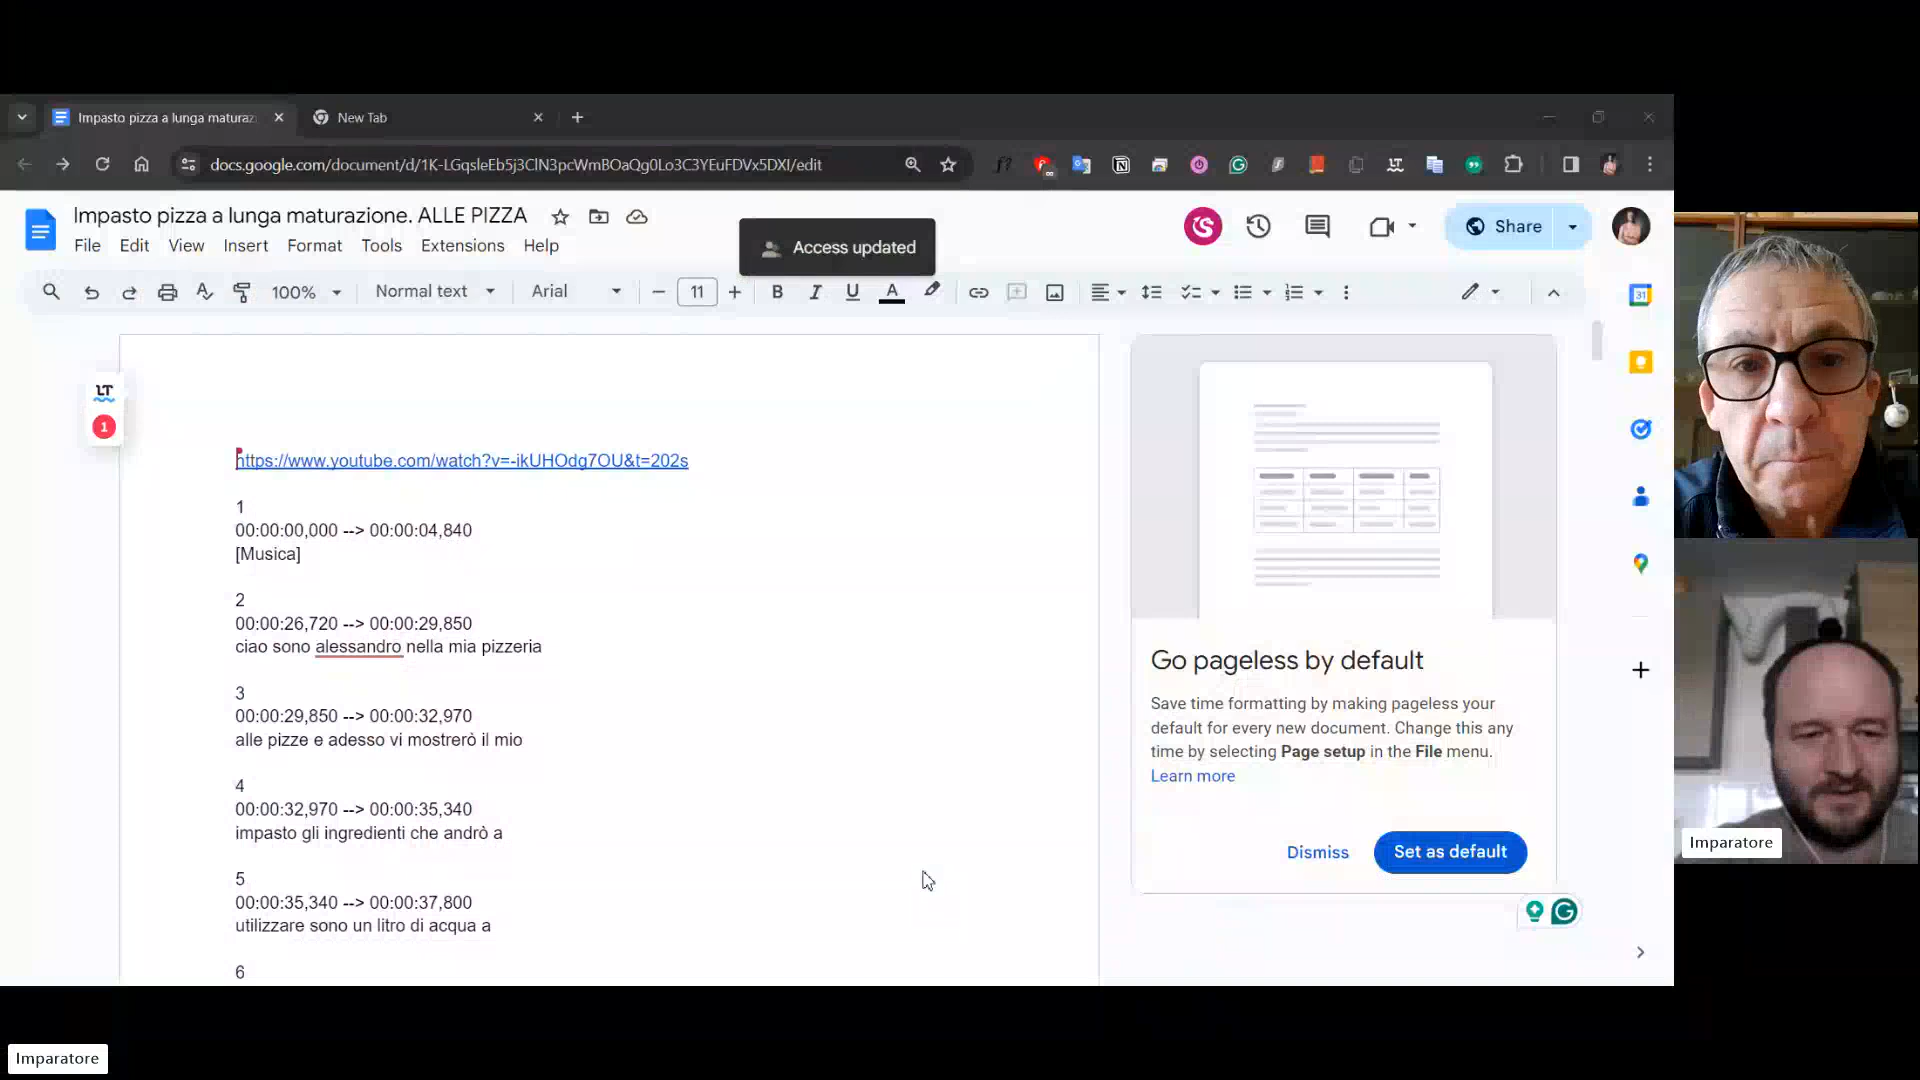 Impasto pizza a lunga maturaz
New Tab
docs.google.com/document/d/1K-LGqsleEb5j3ClN3pcWmBOaQg0Lo3C3YEuFDVx5DXI/edit
Impasto pizza a lunga maturazione. ALLE PIZZA
File Edit View Insert Format Tools Extensions Help
Access updated
Share
100% Normal text Arial 11 B I U A
31
LT
1
https://www.youtube.com/watch?v=-ikUHOdg7OU&t=202s
1
00:00:00,000 --> 00:00:04,840
[Musica]
2
00:00:26,720 --> 00:00:29,850
ciao sono alessandro nella mia pizzeria
3
00:00:29,850 --> 00:00:32,970
alle pizze e adesso vi mostrerò il mio
4
00:00:32,970 --> 00:00:35,340
impasto gli ingredienti che andrò a
5
00:00:35,340 --> 00:00:37,800
utilizzare sono un litro di acqua a
6
Go pageless by default
Save time formatting by making pageless your
default for every new document. Change this any
time by selecting Page setup in the File menu.
Learn more
Dismiss
Set as default
Imparatore
Imparatore